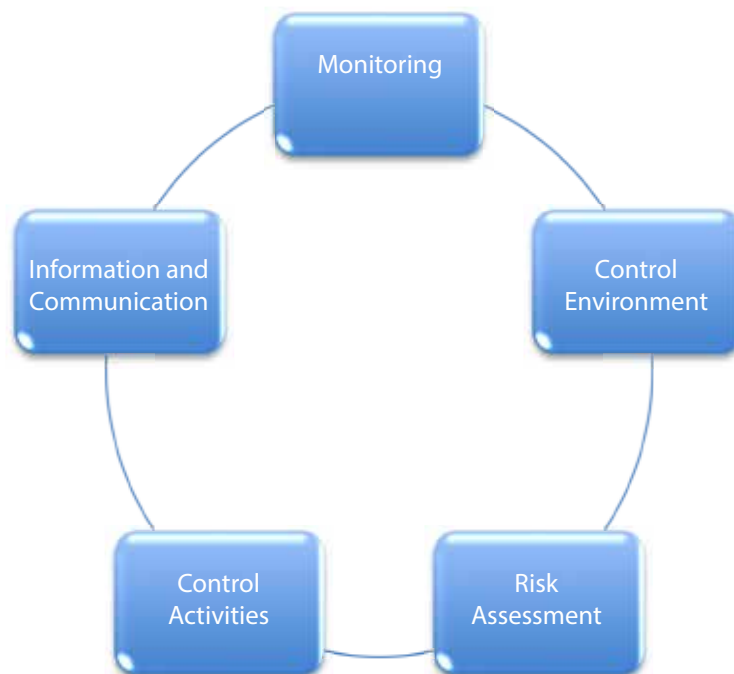 Monitoring
Information and
Communication
Control
Environment
Control
Activities
Risk
Assessment